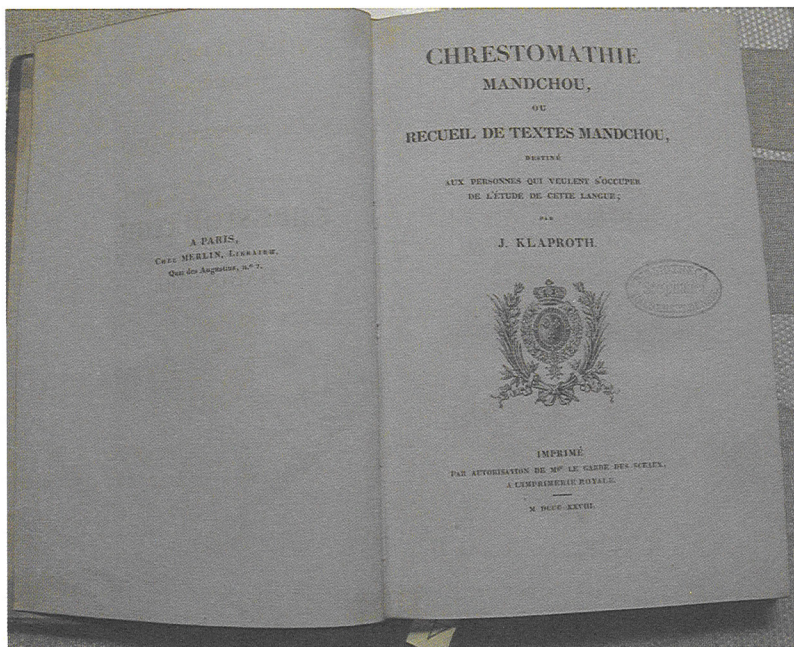 A PARIS,
CHEZ MERLIN, LIBRAIRE,
Quai des Augustins, n.º 7.
CHRESTOMATHIE
MANDCHOU,
OU
RECUEIL DE TEXTES MANDCHOU,
DESTINÉ
AUX PERSONNES QUI VEULENT S'OCCUPER
DE L'ÉTUDE DE CETTE LANGUE;
PAR
J. KLAPROTH.
IMPRIMÉ
PAR AUTORISATION DE Mgr LE GARDE DES SCEAUX,
A L'IMPRIMERIE ROYALE.
M DCCC XXVIII.